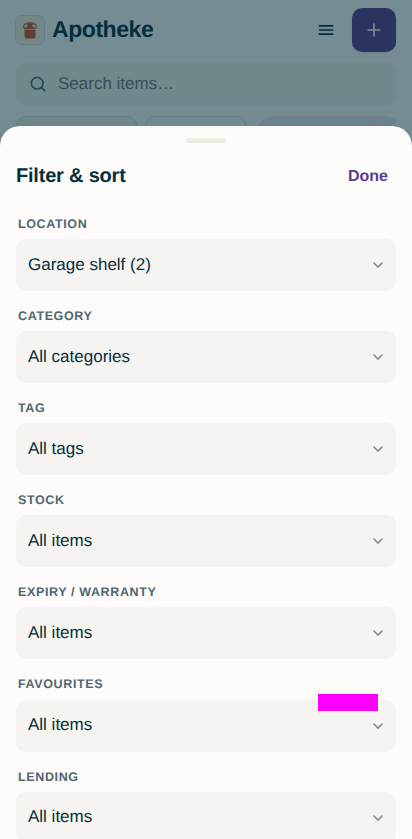 Apotheke
Search items…
Filter & sort
Done
LOCATION
Garage shelf (2)
CATEGORY
All categories
TAG
All tags
STOCK
All items
EXPIRY / WARRANTY
All items
FAVOURITES
All items
LENDING
All items